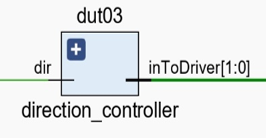 dut03
dir
inToDriver[1:0]
direction_controller